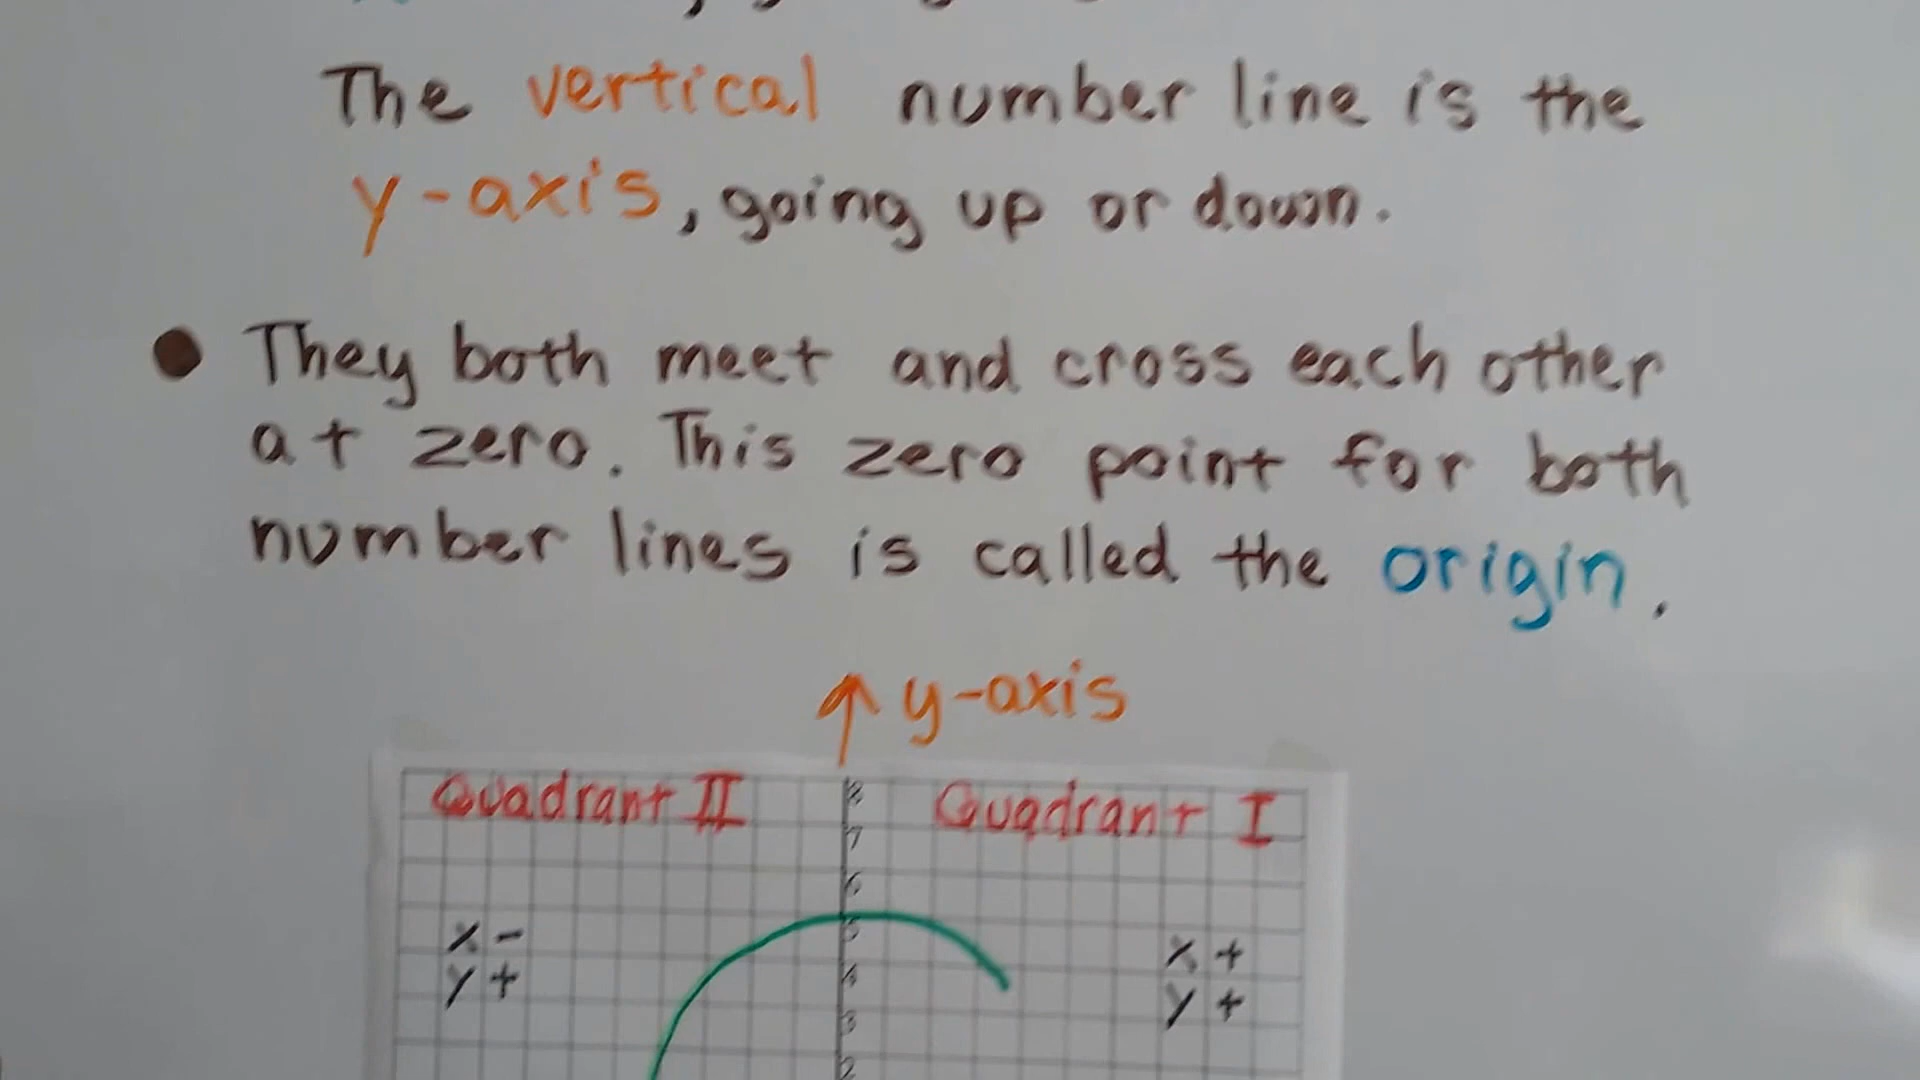 The vertical number line is the
y-axis, going up or down.
They both meet and cross each other
at zero. This zero point for both
number lines is called the origin.
y-axis
Quadrant II Quadrant I
8
7
6
5
4
3
2
x - x +
y + y +